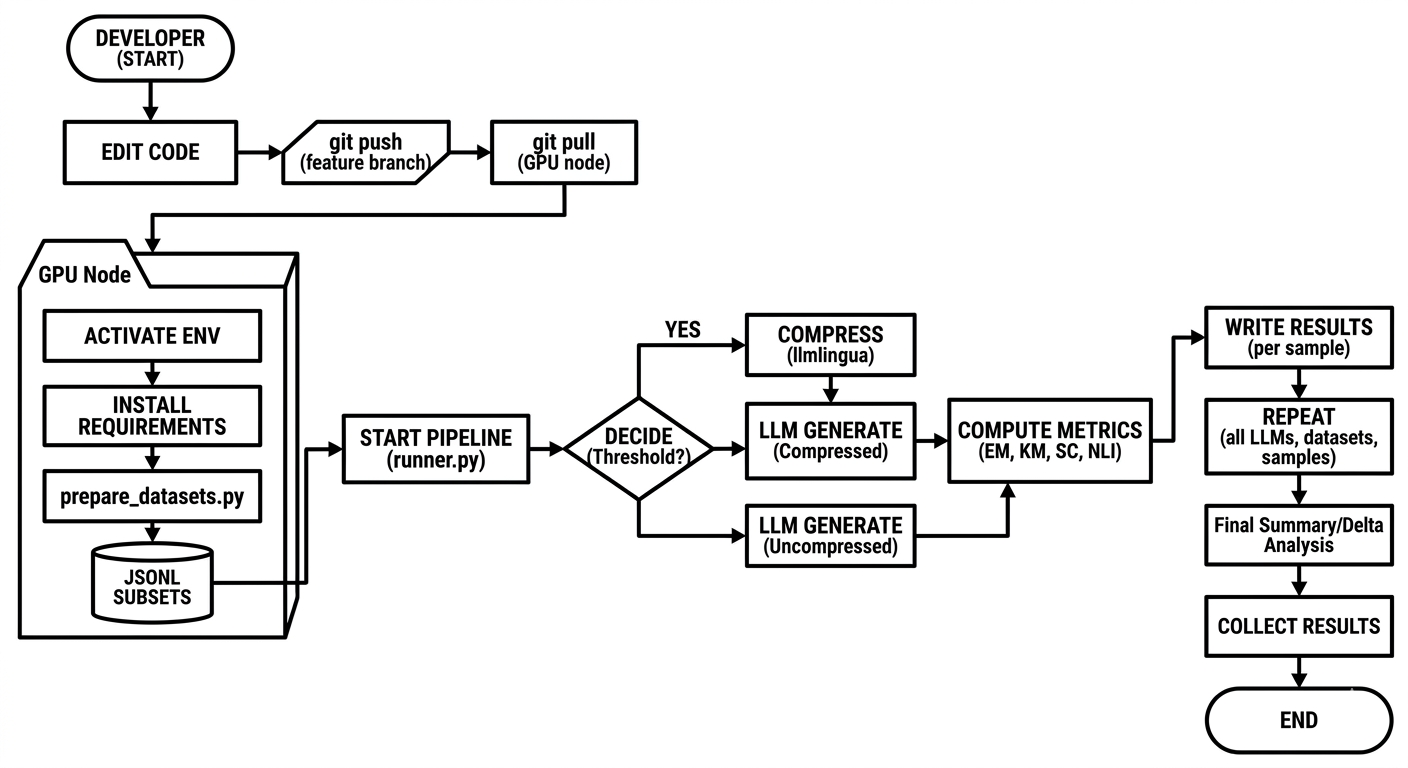 DEVELOPER
(START)
EDIT CODE
git push
(feature branch)
git pull
(GPU node)
GPU Node
ACTIVATE ENV
INSTALL
REQUIREMENTS
prepare_datasets.py
JSONL
SUBSETS
START PIPELINE
(runner.py)
DECIDE
(Threshold?)
YES
COMPRESS
(llmlingua)
LLM GENERATE
(Compressed)
LLM GENERATE
(Uncompressed)
COMPUTE METRICS
(EM, KM, SC, NLI)
WRITE RESULTS
(per sample)
REPEAT
(all LLMs, datasets,
samples)
Final Summary/Delta
Analysis
COLLECT RESULTS
END